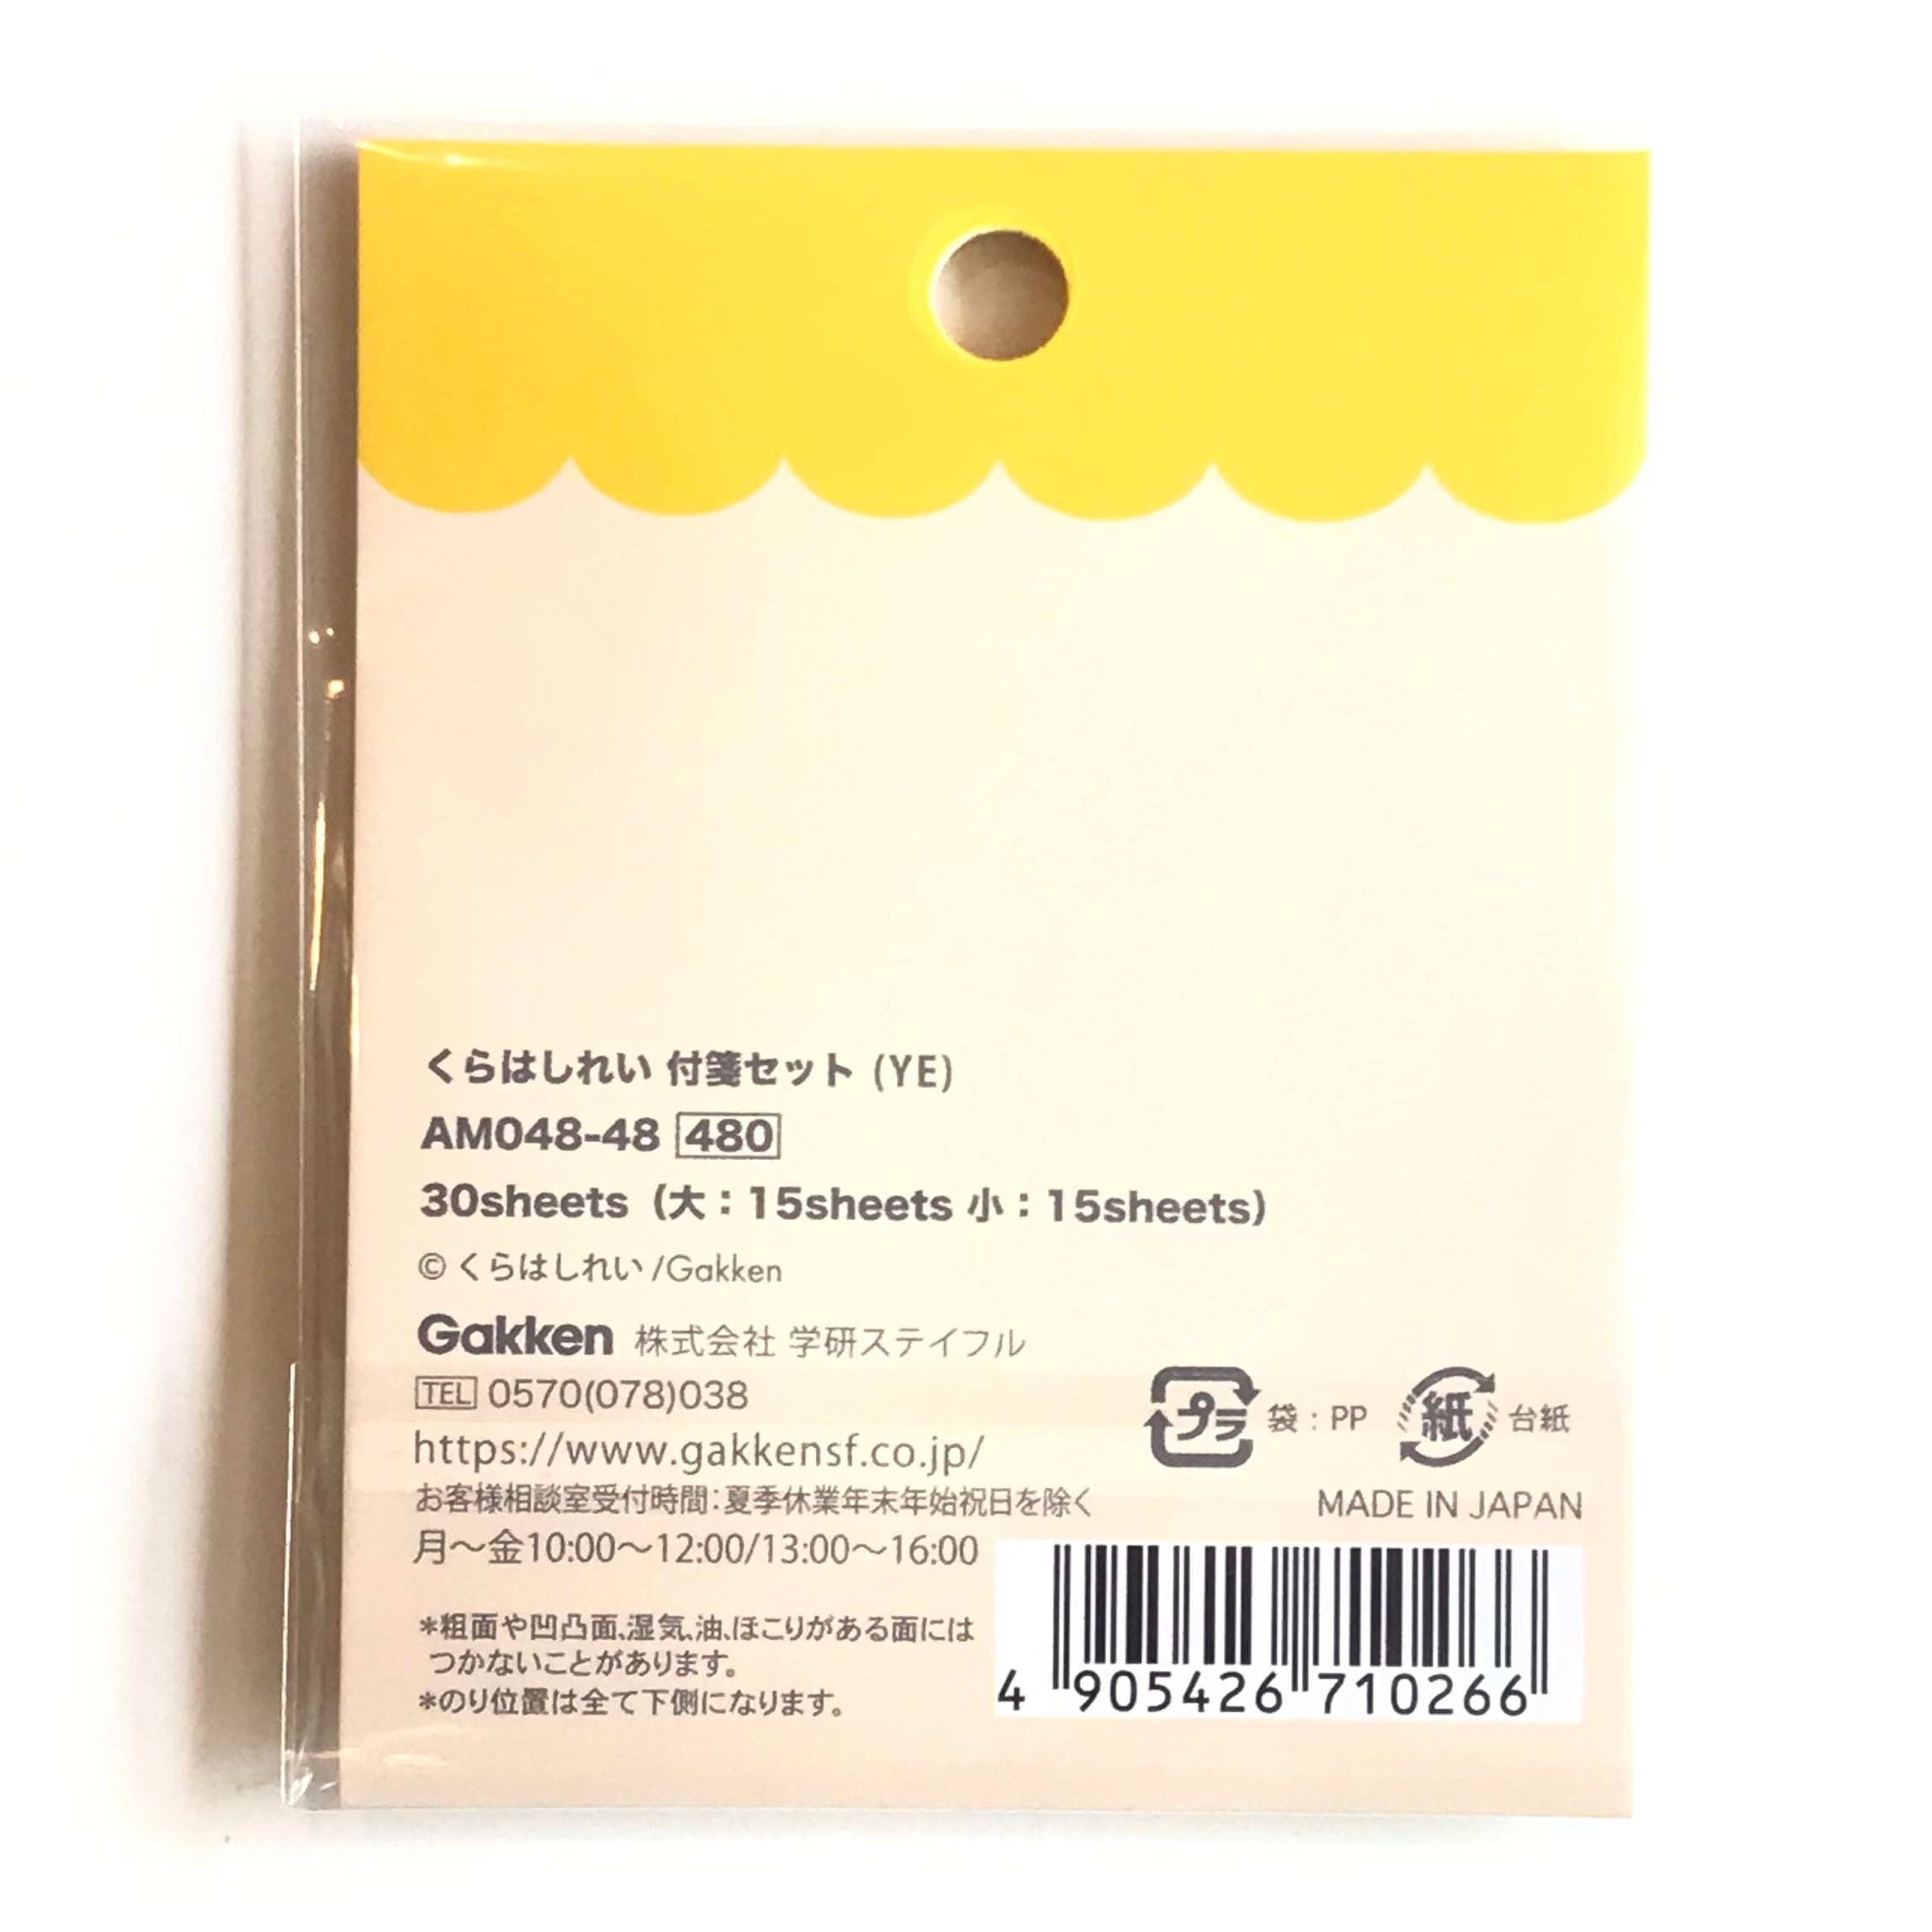 くらはしれい 付箋セット (YE)
AM048-48 480
30sheets (大：15sheets 小：15sheets)
© くらはしれい /Gakken
Gakken 株式会社 学研ステイフル
TEL 0570(078)038
https://www.gakkensf.co.jp/
お客様相談室受付時間：夏季休業年末年始祝日を除く
月～金10:00～12:00/13:00～16:00
*粗面や凹凸面、湿気、油、ほこりがある面には
つかないことがあります。
*のり位置は全て下側になります。
プラ 袋：PP 紙 台紙
MADE IN JAPAN
4 905426 710266